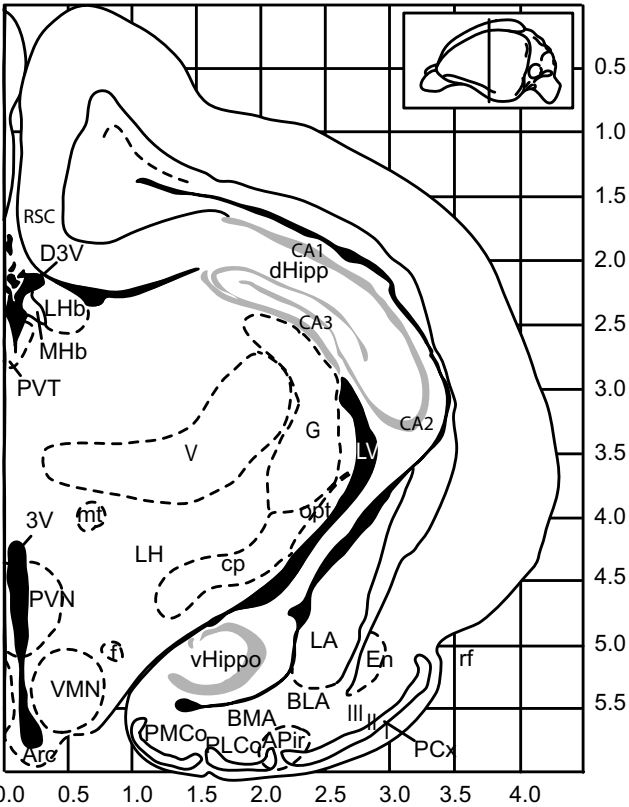 0.5
1.0
1.5
RSC
D3V
CA1
2.0
dHipp
LHb
CA3
2.5
MHb
PVT
3.0
CA2
G
V
LV
3.5
mt
opt
4.0
3V
LH
cp
4.5
PVN
LA
5.0
f
vHippo
En
rf
VMN
BLA
5.5
III
II
I
BMA
PMCo
PLCo
APir
PCx
Arc
0.0 0.5 1.0 1.5 2.0 2.5 3.0 3.5 4.0